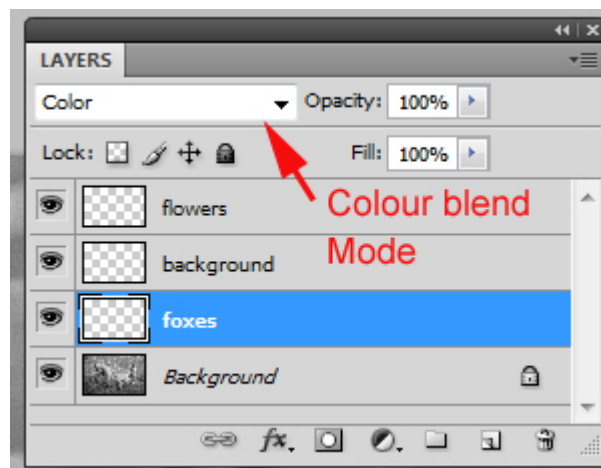 LAYERS
Color Opacity: 100%
Lock: Fill: 100%
flowers
Colour blend
Mode
background
foxes
Background
fx.